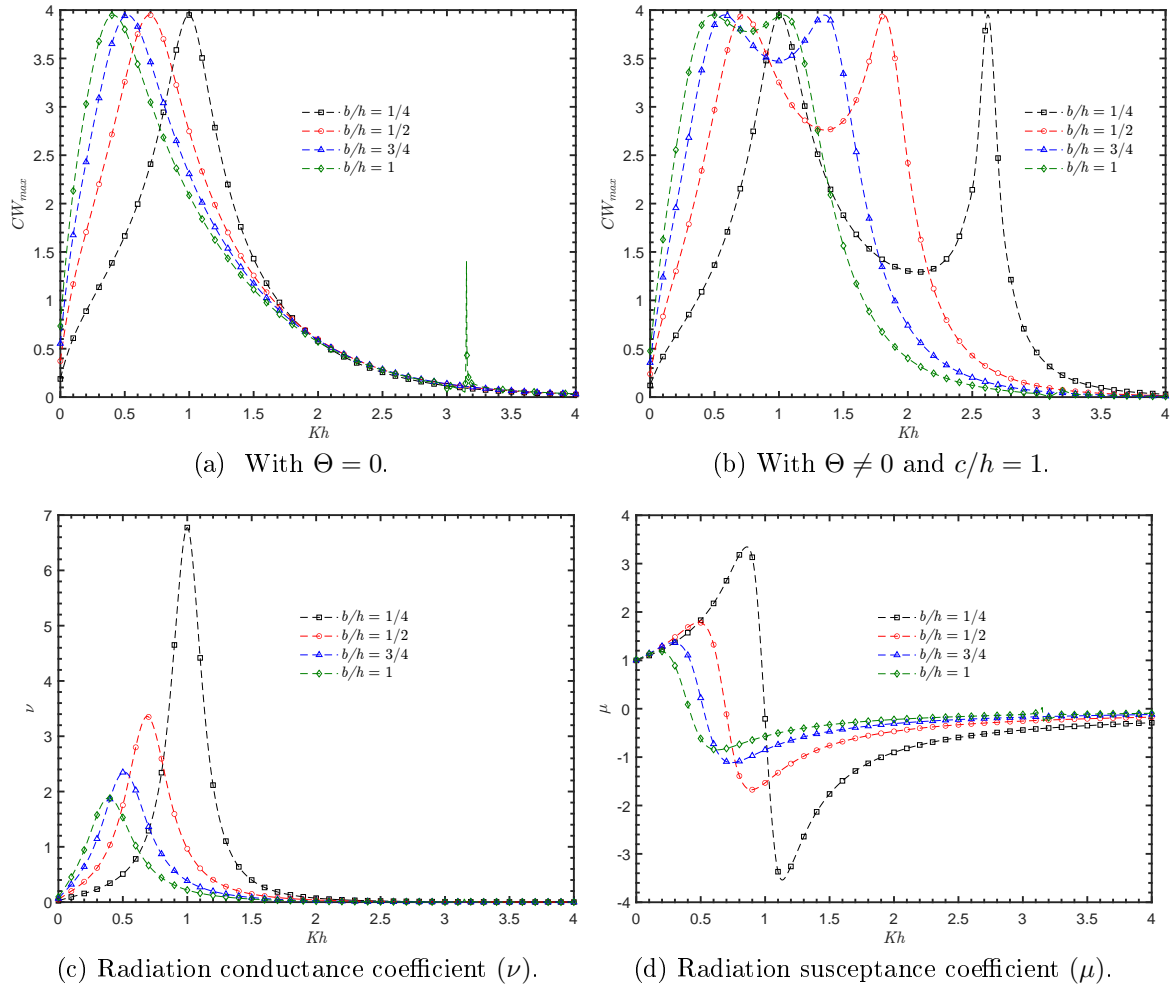 4
3.5
3
2.5
2
1.5
1
0.5
0
CW_max
0 0.5 1 1.5 2 2.5 3 3.5 4
Kh
b/h = 1/4
b/h = 1/2
b/h = 3/4
b/h = 1
(a) With Θ = 0.
4
3.5
3
2.5
2
1.5
1
0.5
0
CW_max
0 0.5 1 1.5 2 2.5 3 3.5 4
Kh
b/h = 1/4
b/h = 1/2
b/h = 3/4
b/h = 1
(b) With Θ ≠ 0 and c/h = 1.
7
6
5
4
3
2
1
0
ν
0 0.5 1 1.5 2 2.5 3 3.5 4
Kh
b/h = 1/4
b/h = 1/2
b/h = 3/4
b/h = 1
(c) Radiation conductance coefficient (ν).
4
3
2
1
0
-1
-2
-3
-4
μ
0 0.5 1 1.5 2 2.5 3 3.5 4
Kh
b/h = 1/4
b/h = 1/2
b/h = 3/4
b/h = 1
(d) Radiation susceptance coefficient (μ).